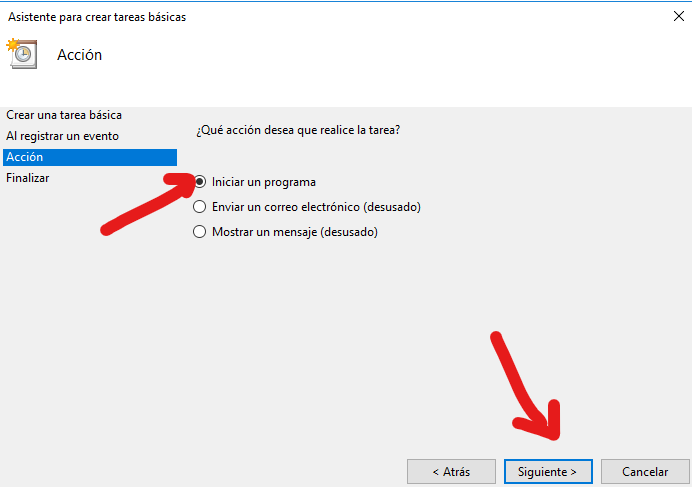 Asistente para crear tareas básicas
Acción
Crear una tarea básica
Al registrar un evento
Acción
Finalizar
¿Qué acción desea que realice la tarea?
Iniciar un programa
Enviar un correo electrónico (desusado)
Mostrar un mensaje (desusado)
< Atrás
Siguiente >
Cancelar